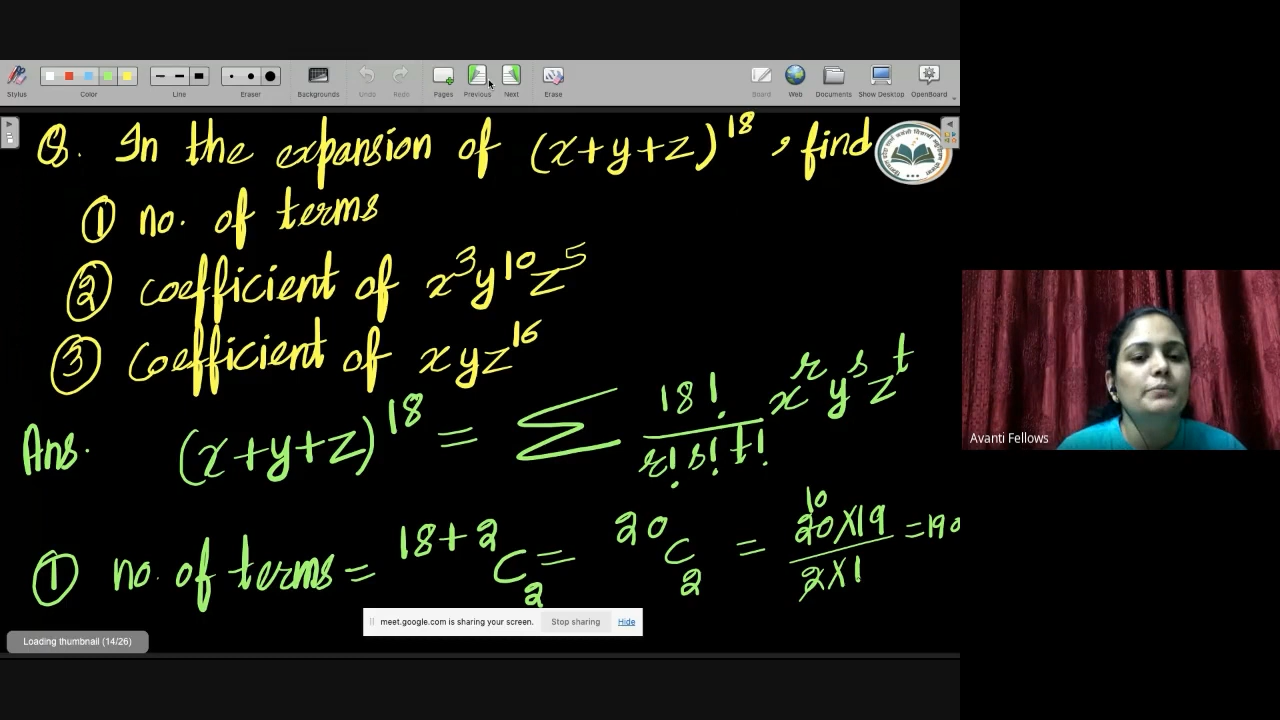 Stylus Color Line Eraser Backgrounds Undo Redo Pages Previous Next Erase Board Web Documents Show Desktop OpenBoard
Q. In the expansion of (x+y+z)^18, find
① no. of terms
② coefficient of x^3y^10z^5
③ coefficient of xyz^16
Ans. (x+y+z)^18 = Σ 18!/(r! s! t!) x^r y^s z^t
① no. of terms = ^18+2C_2 = ^20C_2 = (20×19)/(2×1) = 190
10
meet.google.com is sharing your screen. Stop sharing Hide
Loading thumbnail (14/26)
Avanti Fellows